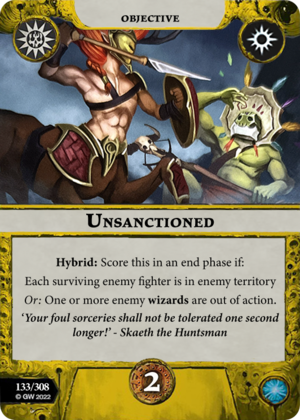 OBJECTIVE
UNSANCTIONED
Hybrid: Score this in an end phase if:
Each surviving enemy fighter is in enemy territory
Or: One or more enemy wizards are out of action.
‘Your foul sorceries shall not be tolerated one second
longer!’ - Skaeth the Huntsman
133/308
© GW 2022
2